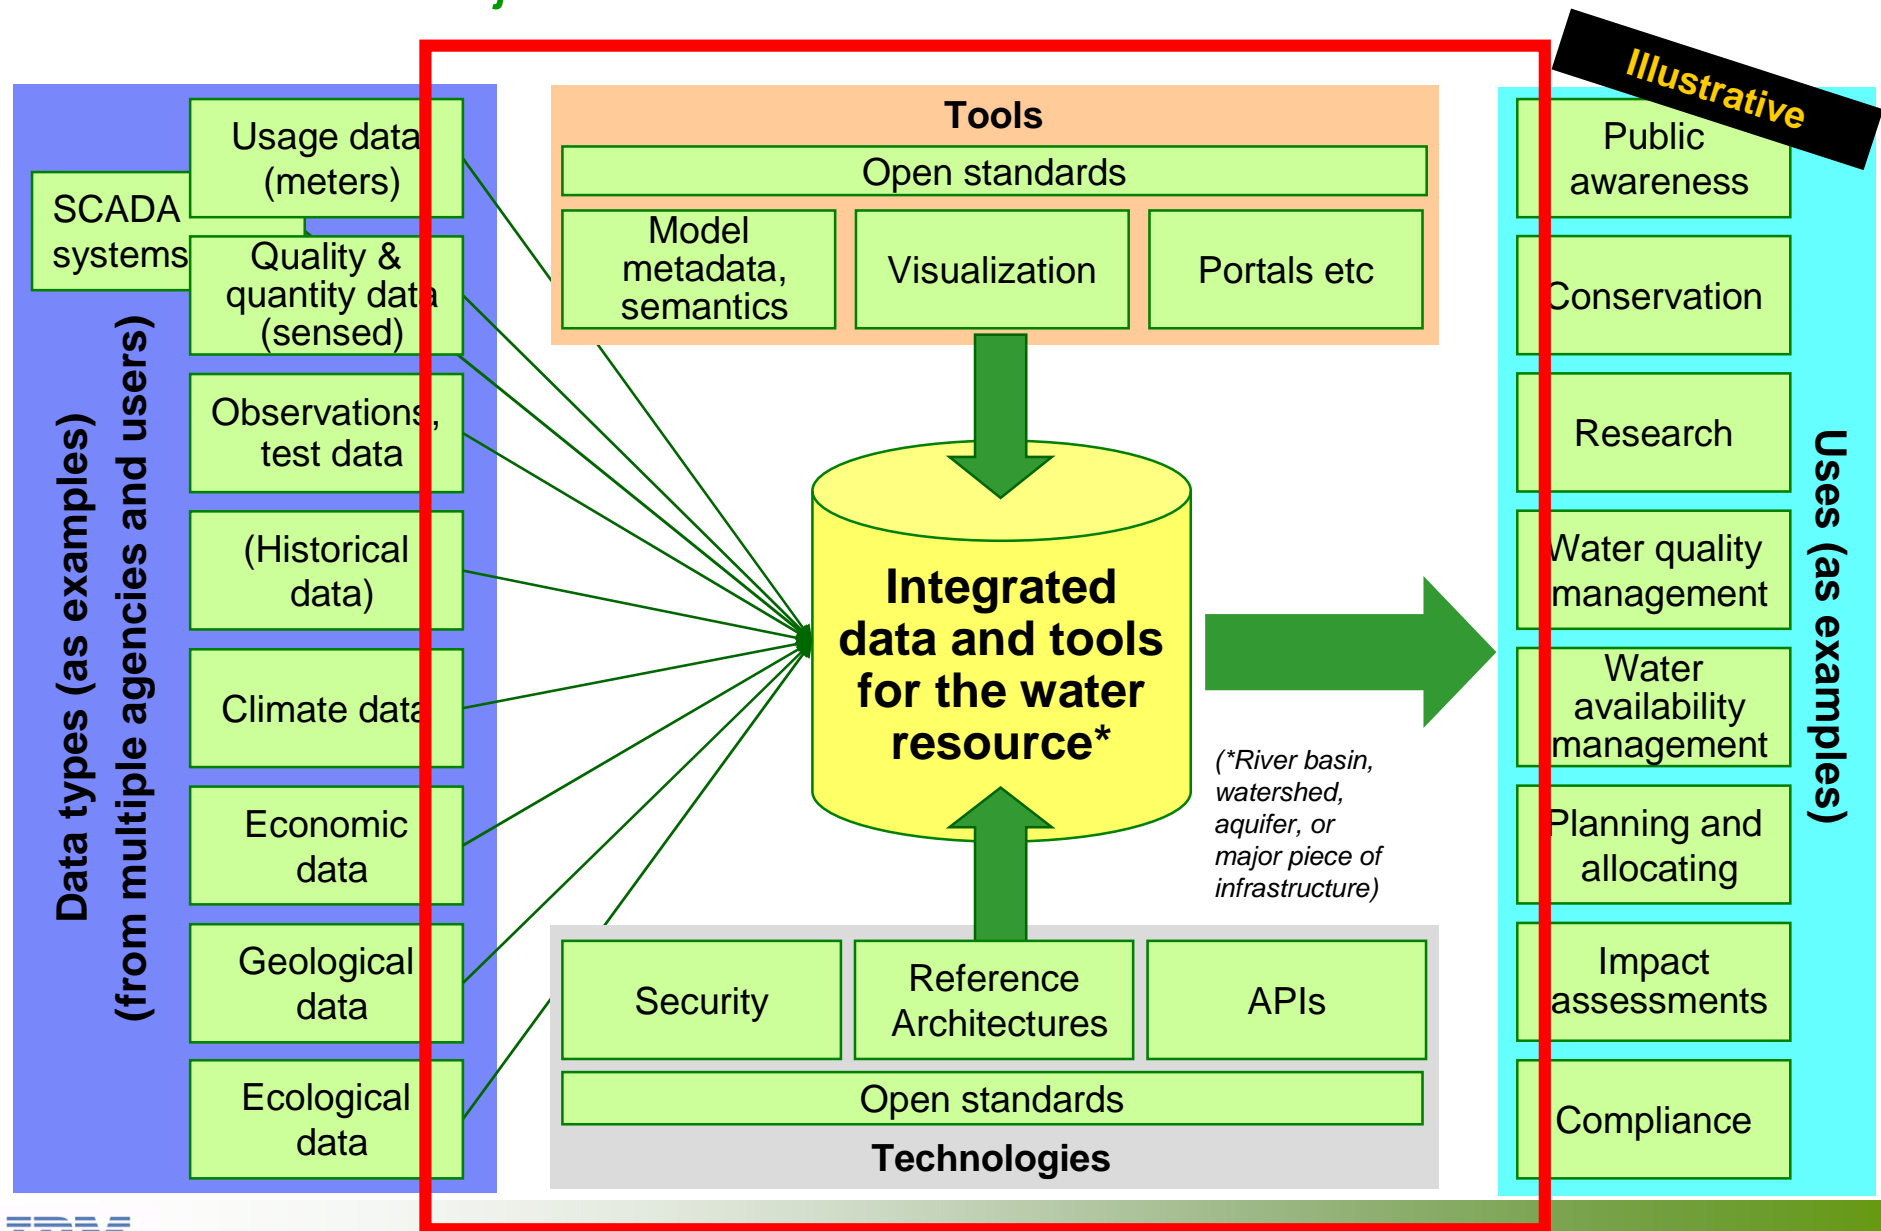 Illustrative
Data types (as examples)
(from multiple agencies and users)
SCADA
systems
Usage data
(meters)
Quality &
quantity data
(sensed)
Observations,
test data
(Historical
data)
Climate data
Economic
data
Geological
data
Ecological
data
Tools
Open standards
Model
metadata,
semantics
Visualization
Portals etc
Integrated
data and tools
for the water
resource*
(*River basin,
watershed,
aquifer, or
major piece of
infrastructure)
Security
Reference
Architectures
APIs
Open standards
Technologies
Public
awareness
Conservation
Research
Water quality
management
Water
availability
management
Planning and
allocating
Impact
assessments
Compliance
Uses (as examples)
IBM